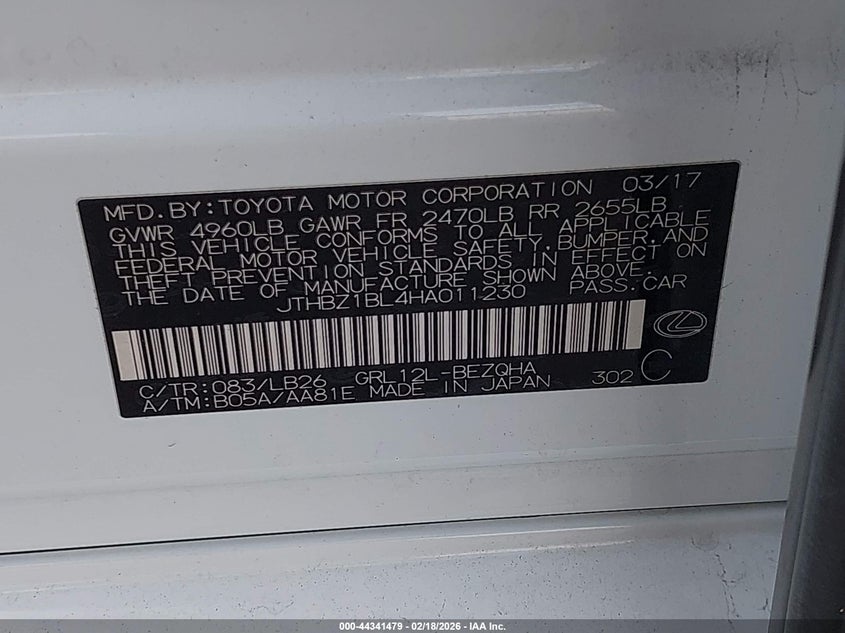 MFD.BY:TOYOTA MOTOR CORPORATION 03/17
GVWR 4960LB GAWR FR 2470LB RR 2655LB
THIS VEHICLE CONFORMS TO ALL APPLICABLE
FEDERAL MOTOR VEHICLE SAFETY,BUMPER,AND
THEFT PREVENTION STANDARDS IN EFFECT ON
THE DATE OF MANUFACTURE SHOWN ABOVE.
JTHBZ1BL4HA011230 PASS.CAR
C/TR:083/LB26 GRL12L-BEZQHA
A/TM:B05A/AA81E MADE IN JAPAN 302 C
000-44341479 - 02/18/2026 - IAA Inc.